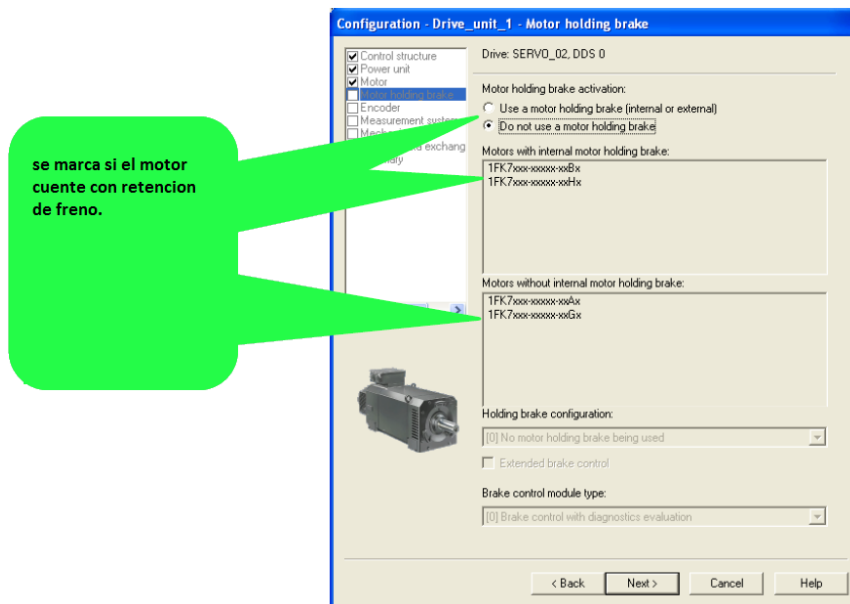 Configuration - Drive_unit_1 - Motor holding brake
Control structure
Power unit
Motor
Motor holding brake
Encoder
Measurement system
exchang
Drive: SERVO_02, DDS 0
Motor holding brake activation:
Use a motor holding brake (internal or external)
Do not use a motor holding brake
Motors with internal motor holding brake:
1FK7xxx-xxxxx-xxBx
1FK7xxx-xxxxx-xxHx
Motors without internal motor holding brake:
1FK7xxx-xxxxx-xxAx
1FK7xxx-xxxxx-xxGx
Holding brake configuration:
[0] No motor holding brake being used
Extended brake control
Brake control module type:
[0] Brake control with diagnostics evaluation
< Back
Next >
Cancel
Help
se marca si el motor
cuente con retencion
de freno.